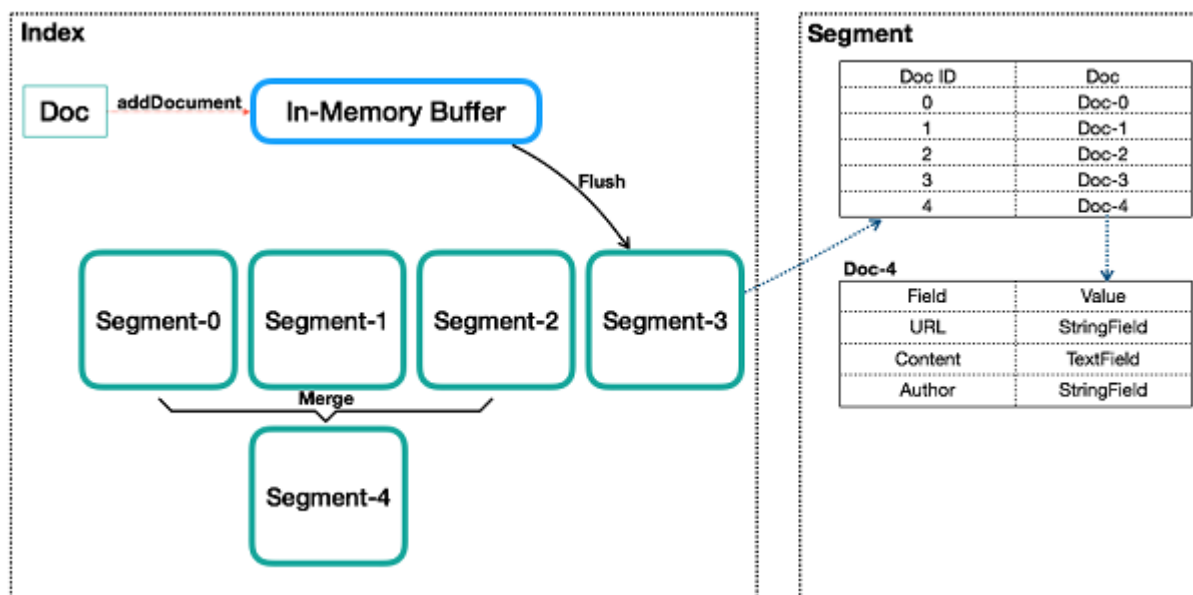 Index
Doc
addDocument
In-Memory Buffer
Flush
Segment-0
Segment-1
Segment-2
Segment-3
Merge
Segment-4
Segment
Doc ID Doc
0 Doc-0
1 Doc-1
2 Doc-2
3 Doc-3
4 Doc-4
Doc-4
Field Value
URL StringField
Content TextField
Author StringField